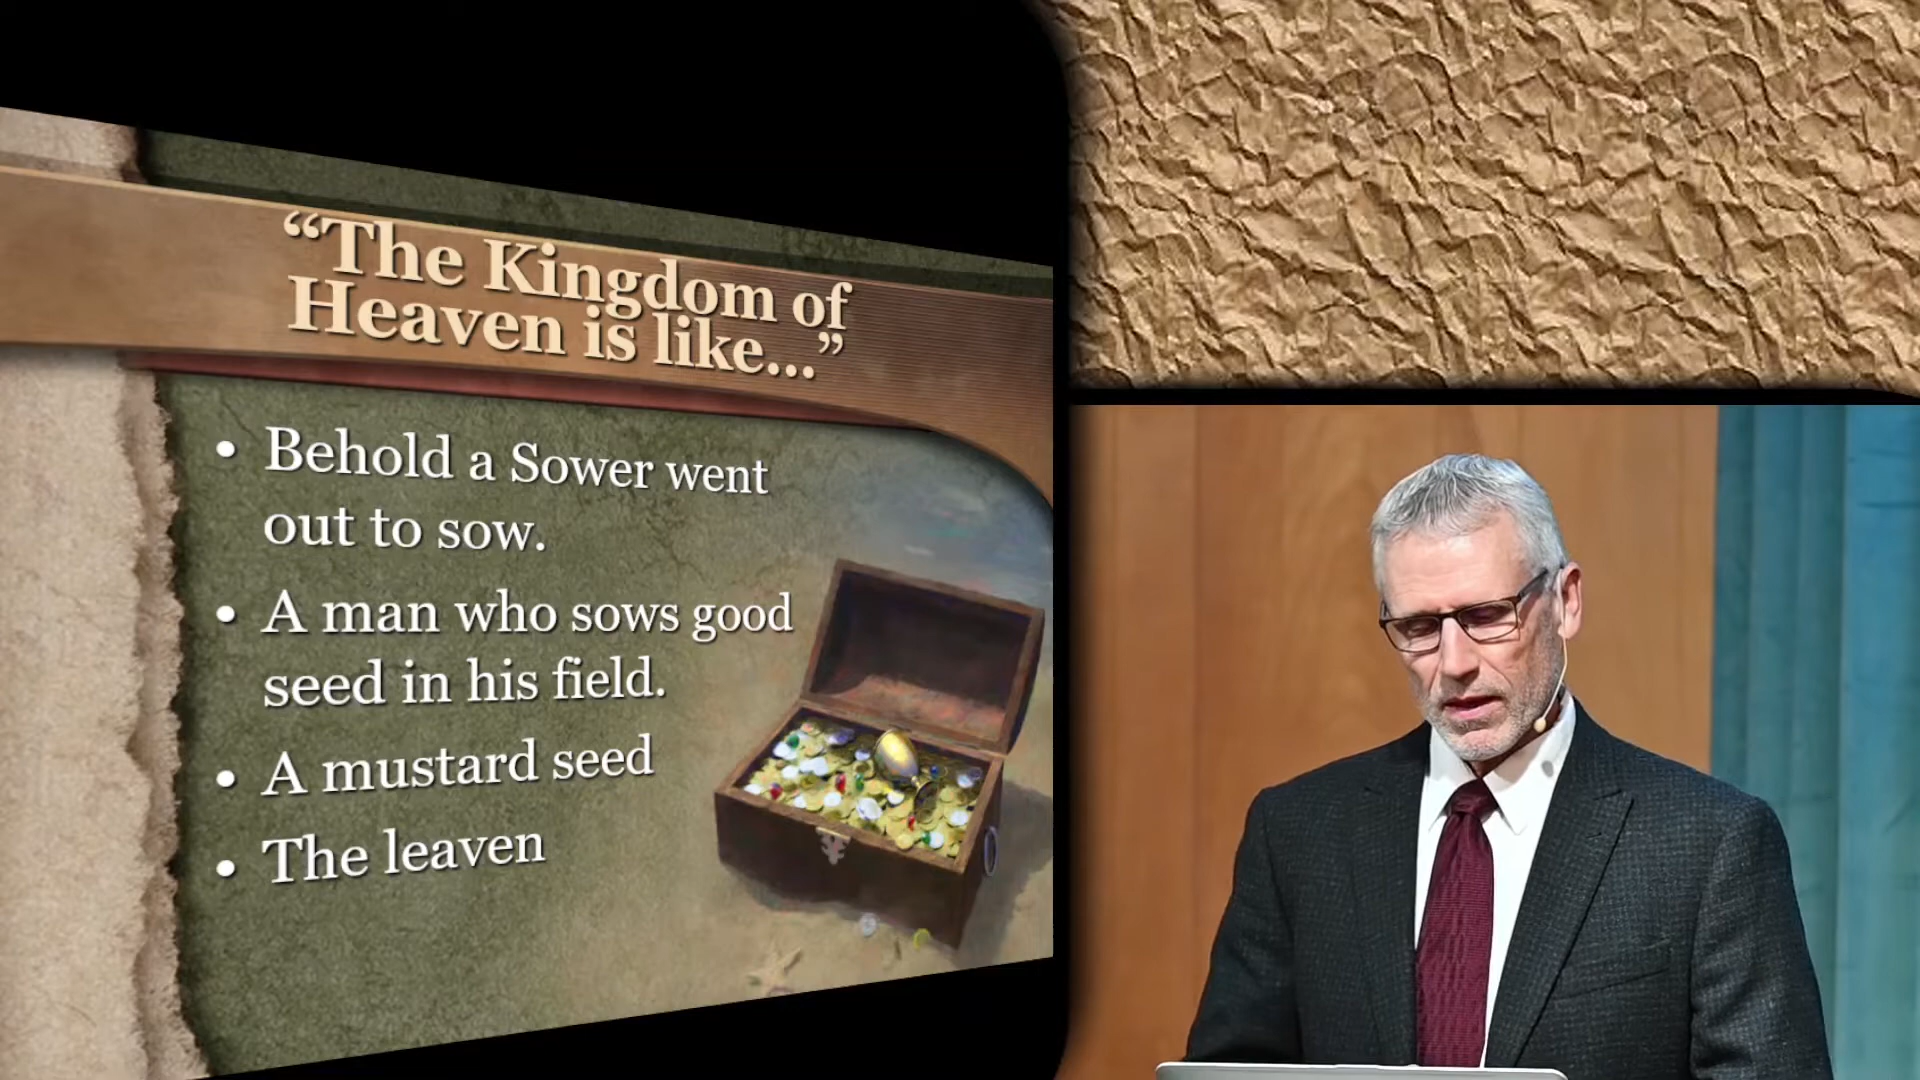 “The Kingdom of
Heaven is like...”
• Behold a Sower went
out to sow.
• A man who sows good
seed in his field.
• A mustard seed
• The leaven